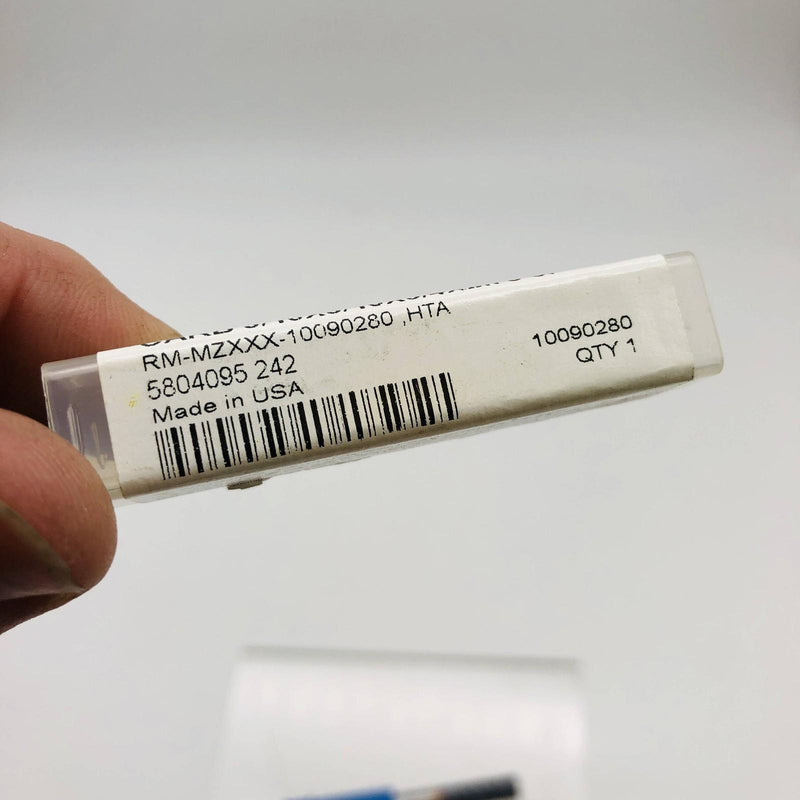 RM-MZXXX-10090280 ,HTA
5804095 242
Made in USA
10090280
QTY 1